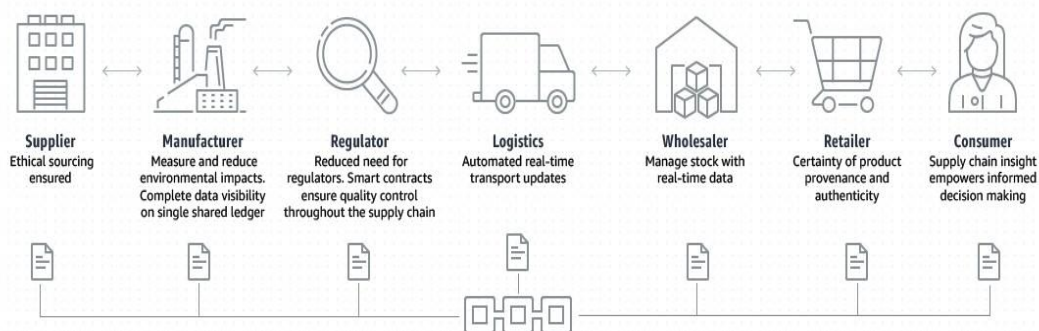 Supplier
Ethical sourcing
ensured
Manufacturer
Measure and reduce
environmental impacts.
Complete data visibility
on single shared ledger
Regulator
Reduced need for
regulators. Smart contracts
ensure quality control
throughout the supply chain
Logistics
Automated real-time
transport updates
Wholesaler
Manage stock with
real-time data
Retailer
Certainty of product
provenance and
authenticity
Consumer
Supply chain insight
empowers informed
decision making